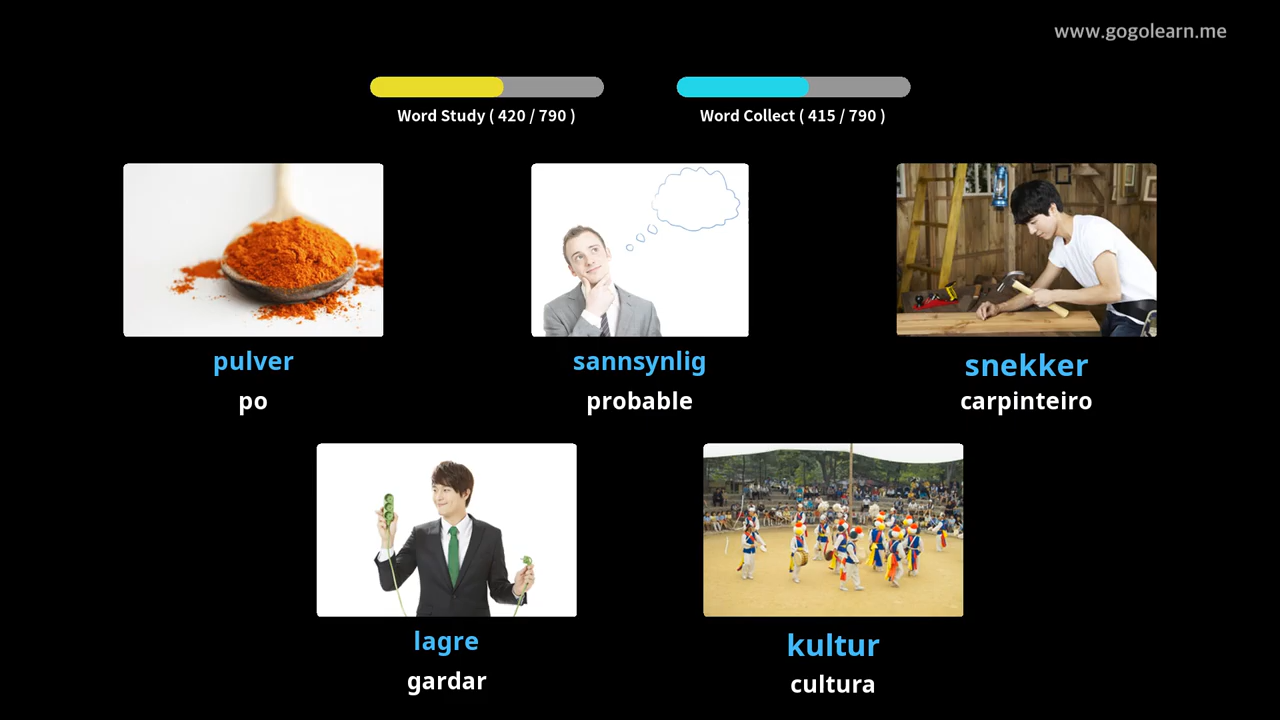 www.gogolearn.me
Word Study ( 420 / 790 )
Word Collect ( 415 / 790 )
pulver
po
sannsynlig
probable
snekker
carpinteiro
lagre
gardar
kultur
cultura